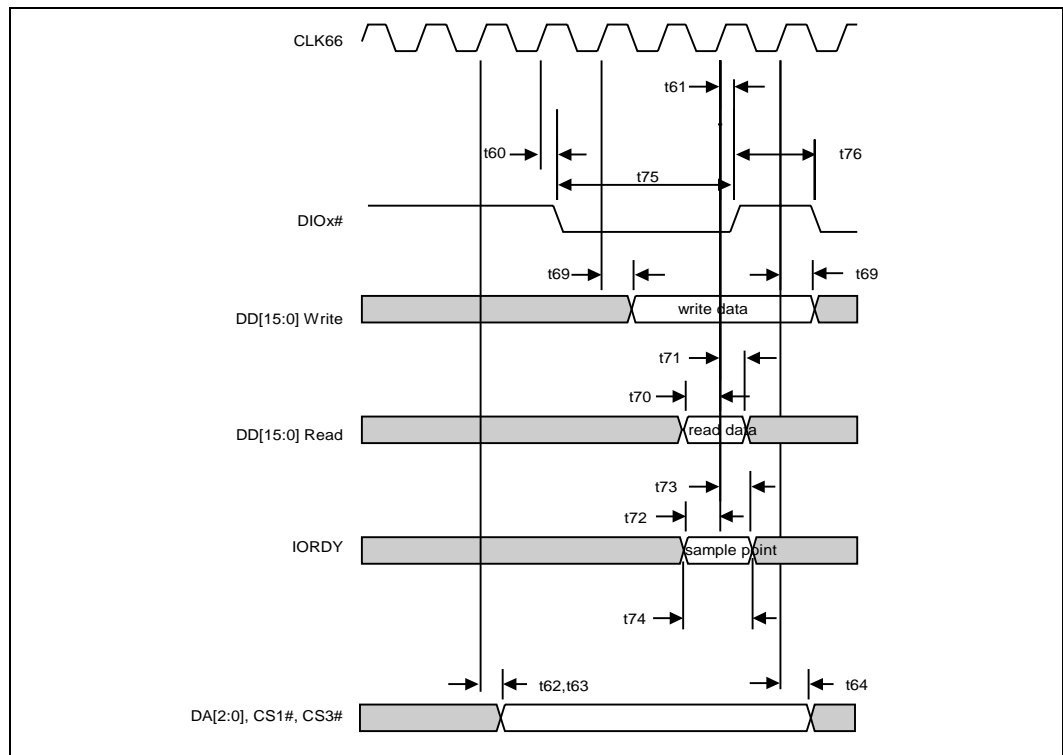 CLK66
t61
t60
t76
t75
DIOx#
t69
t69
write data
DD[15:0] Write
t71
t70
read data
DD[15:0] Read
t73
t72
sample point
IORDY
t74
t62,t63
t64
DA[2:0], CS1#, CS3#